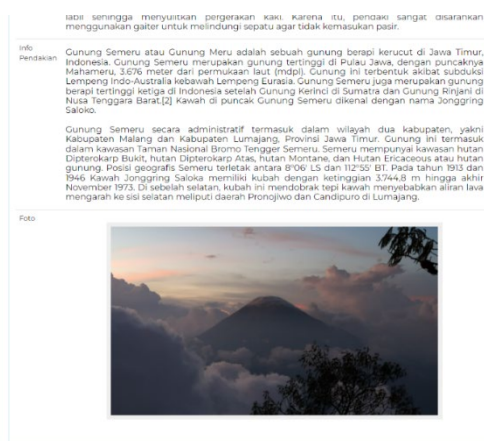 labil sehingga menyulitkan pergerakan kaki. Karena itu, pendaki sangat disarankan
menggunakan gaiter untuk melindungi sepatu agar tidak kemasukan pasir.
Info
Pendakian
Gunung Semeru atau Gunung Meru adalah sebuah gunung berapi kerucut di Jawa Timur,
Indonesia. Gunung Semeru merupakan gunung tertinggi di Pulau Jawa, dengan puncaknya
Mahameru, 3.676 meter dari permukaan laut (mdpl). Gunung ini terbentuk akibat subduksi
Lempeng Indo-Australia kebawah Lempeng Eurasia. Gunung Semeru juga merupakan gunung
berapi tertinggi ketiga di Indonesia setelah Gunung Kerinci di Sumatra dan Gunung Rinjani di
Nusa Tenggara Barat.[2] Kawah di puncak Gunung Semeru dikenal dengan nama Jonggring
Saloko.
Gunung Semeru secara administratif termasuk dalam wilayah dua kabupaten, yakni
Kabupaten Malang dan Kabupaten Lumajang, Provinsi Jawa Timur. Gunung ini termasuk
dalam kawasan Taman Nasional Bromo Tengger Semeru. Semeru mempunyai kawasan hutan
Dipterokarp Bukit, hutan Dipterokarp Atas, hutan Montane, dan Hutan Ericaceous atau hutan
gunung. Posisi geografis Semeru terletak antara 8°06' LS dan 112°55' BT. Pada tahun 1913 dan
1946 Kawah Jonggring Saloka memiliki kubah dengan ketinggian 3.744,8 m hingga akhir
November 1973. Di sebelah selatan, kubah ini mendobrak tepi kawah menyebabkan aliran lava
mengarah ke sisi selatan meliputi daerah Pronojiwo dan Candipuro di Lumajang.
Foto